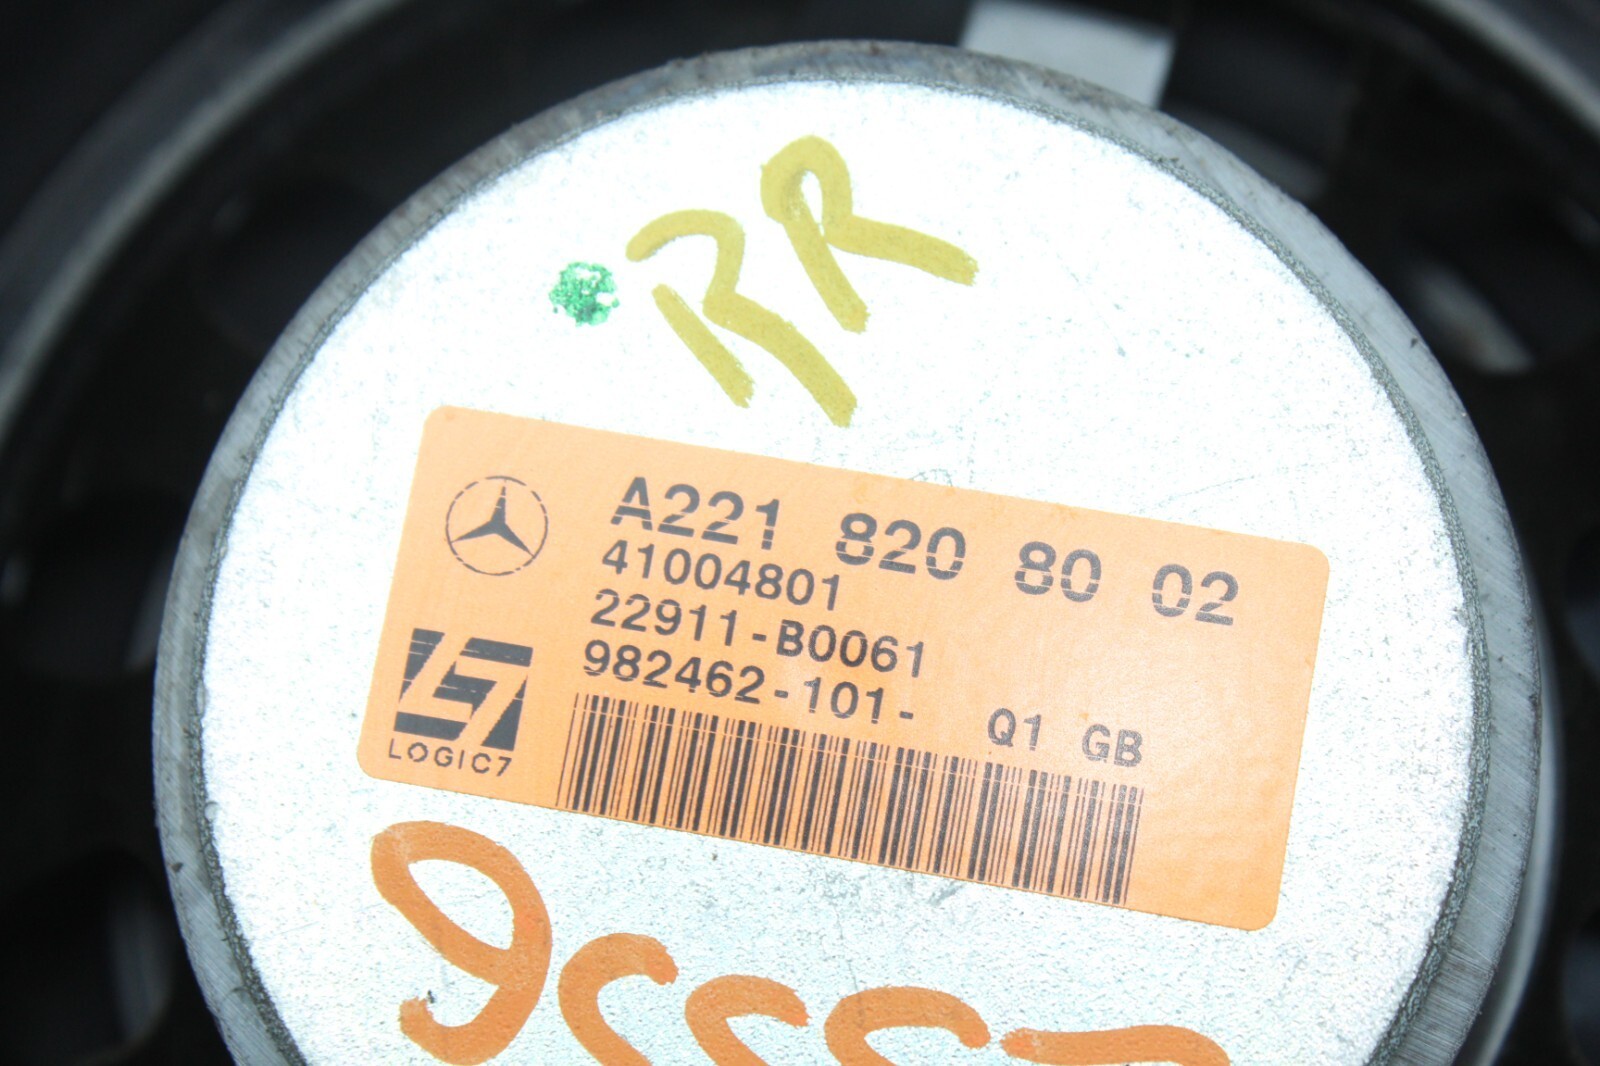 RR
A221 820 80 02
41004801
22911-B0061
982462-101- Q1 GB
LOGIC7